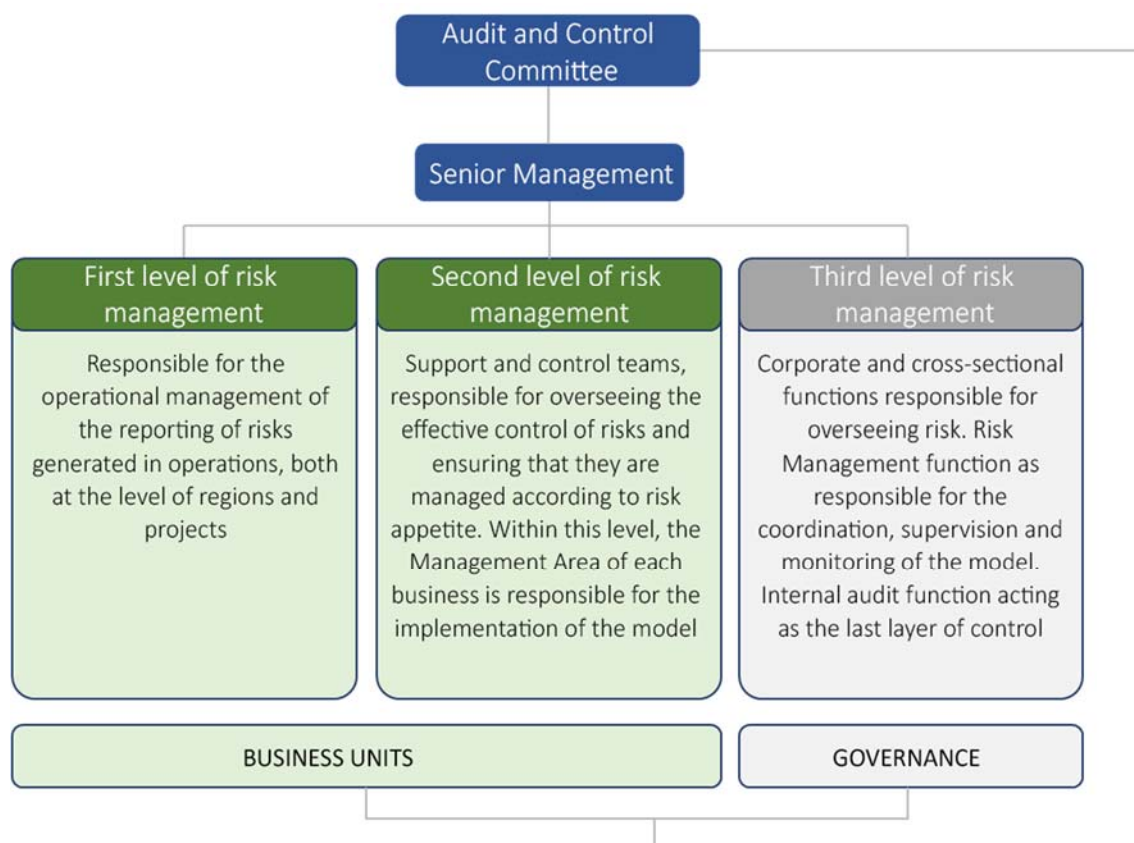 Audit and Control
Committee
Senior Management
First level of risk
management
Responsible for the
operational management of
the reporting of risks
generated in operations, both
at the level of regions and
projects
Second level of risk
management
Support and control teams,
responsible for overseeing the
effective control of risks and
ensuring that they are
managed according to risk
appetite. Within this level, the
Management Area of each
business is responsible for the
implementation of the model
Third level of risk
management
Corporate and cross-sectional
functions responsible for
overseeing risk. Risk
Management function as
responsible for the
coordination, supervision and
monitoring of the model.
Internal audit function acting
as the last layer of control
BUSINESS UNITS
GOVERNANCE